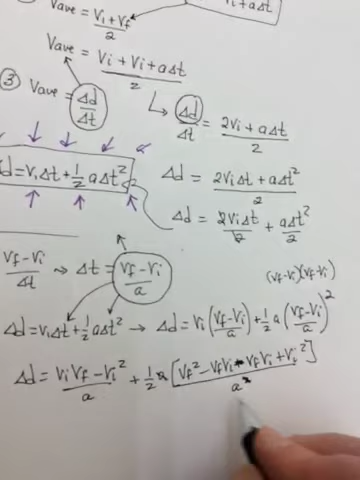 Vave = Vi+Vf/2
Vi+aΔt
Vave = Vi+Vi+aΔt/2
③ Vave = Δd/Δt
Δd/Δt = 2Vi+aΔt/2
Δd = 2ViΔt+aΔt²/2
d=ViΔt+½aΔt²
Δd = 2ViΔt/2 + aΔt²/2
Vf-Vi/Δt → Δt = Vf-Vi/a
(Vf-Vi)(Vf-Vi)
Δd=ViΔt+½aΔt² → Δd=Vi(Vf-Vi/a)+½a(Vf-Vi/a)²
Δd = ViVf-Vi²/a + ½a[Vf²-VfVi-VfVi+Vi²]/a²